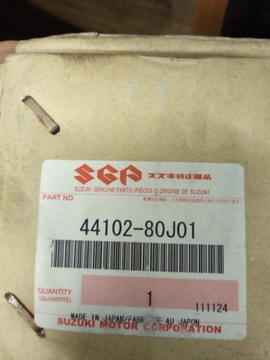 SGP スズキ純正部品
SUZUKI GENUINE PARTS/PIÈCES D'ORIGINE DE SUZUKI
PART NO.
44102-80J01
QUANTITY
(QUANTITÉ)
1
111124
MADE IN JAPAN/FABRIQUÉ AU JAPON
SUZUKI MOTOR CORPORATION